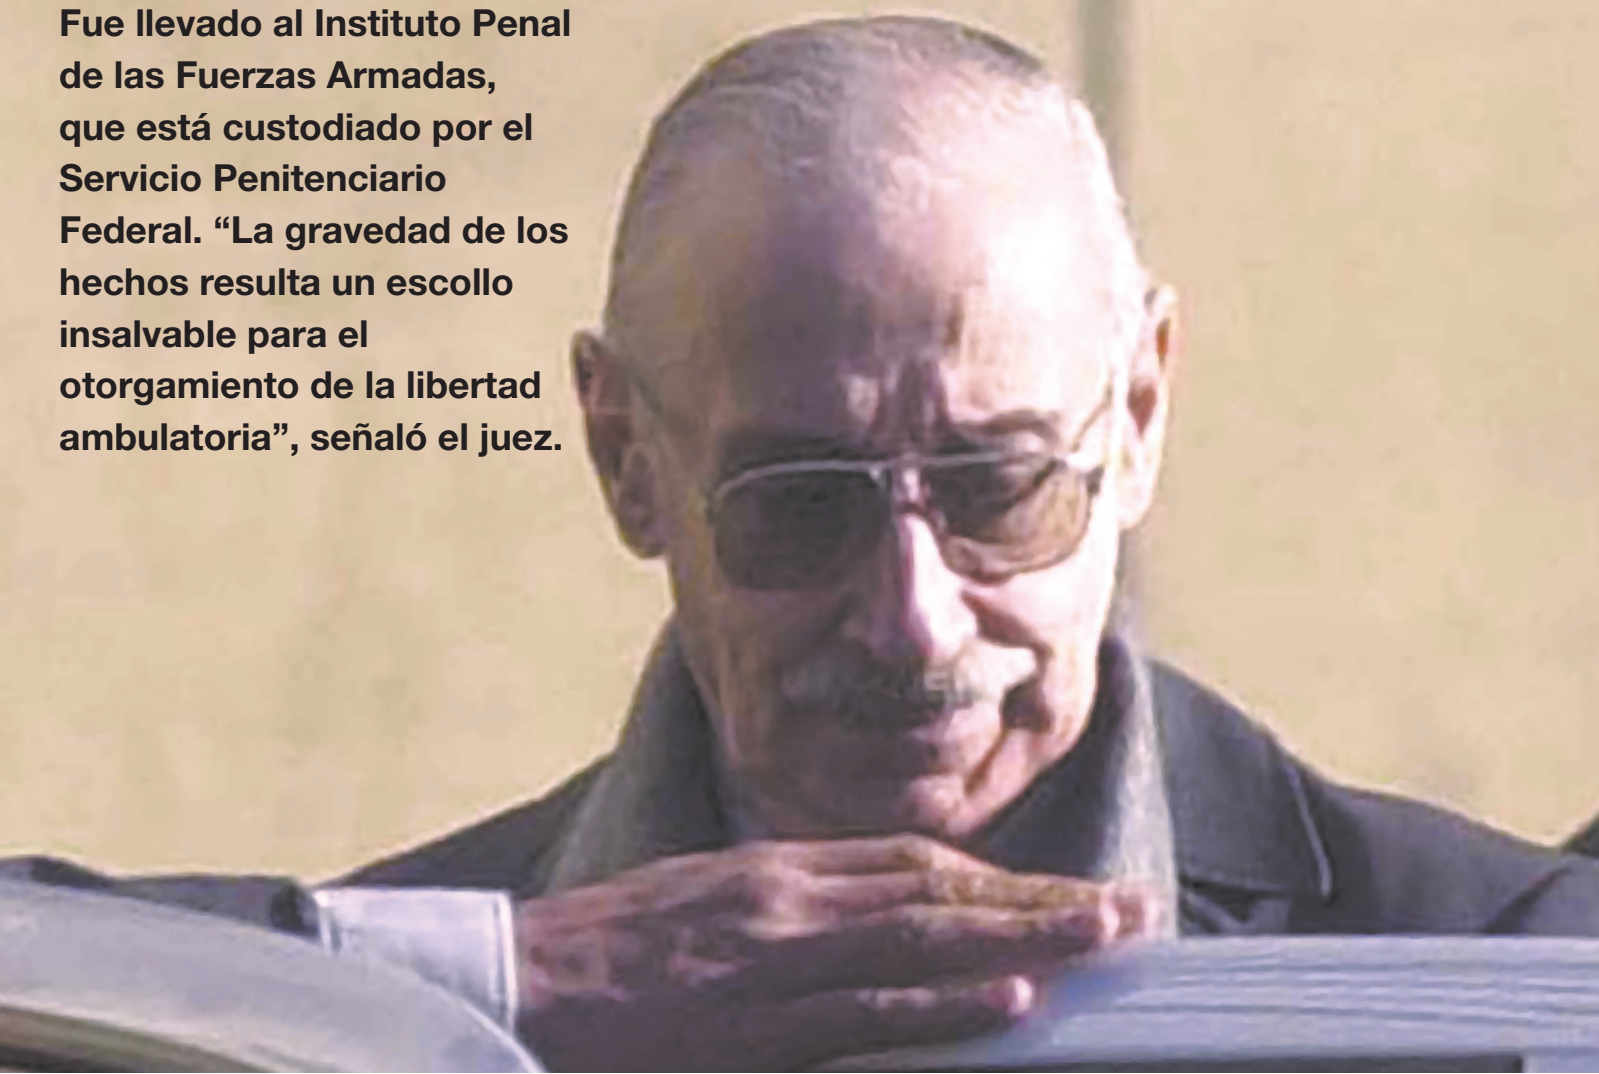 Fue llevado al Instituto Penal
de las Fuerzas Armadas,
que está custodiado por el
Servicio Penitenciario
Federal. “La gravedad de los
hechos resulta un escollo
insalvable para el
otorgamiento de la libertad
ambulatoria”, señaló el juez.